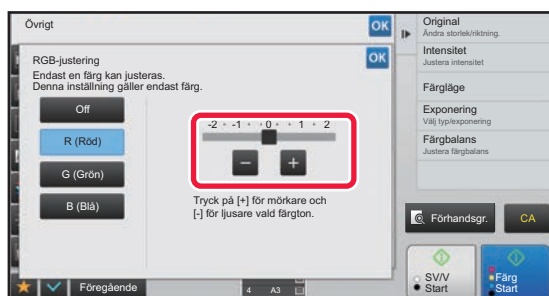 Övrigt
OK
RGB-justering
OK
Endast en färg kan justeras.
Denna inställning gäller endast färg.
Off
R (Röd)
G (Grön)
B (Blå)
-2 • -1 • •0 • • 1 • 2
− +
Tryck på [+] för mörkare och
[-] för ljusare vald färgton.
Föregående
4 A3
Original
Ändra storlek/riktning.
Intensitet
Justera intensitet
Färgläge
Exponering
Välj typ/exponering
Färgbalans
Justera färgbalans
Förhandsgr.
CA
SV/V
Start
Färg
Start